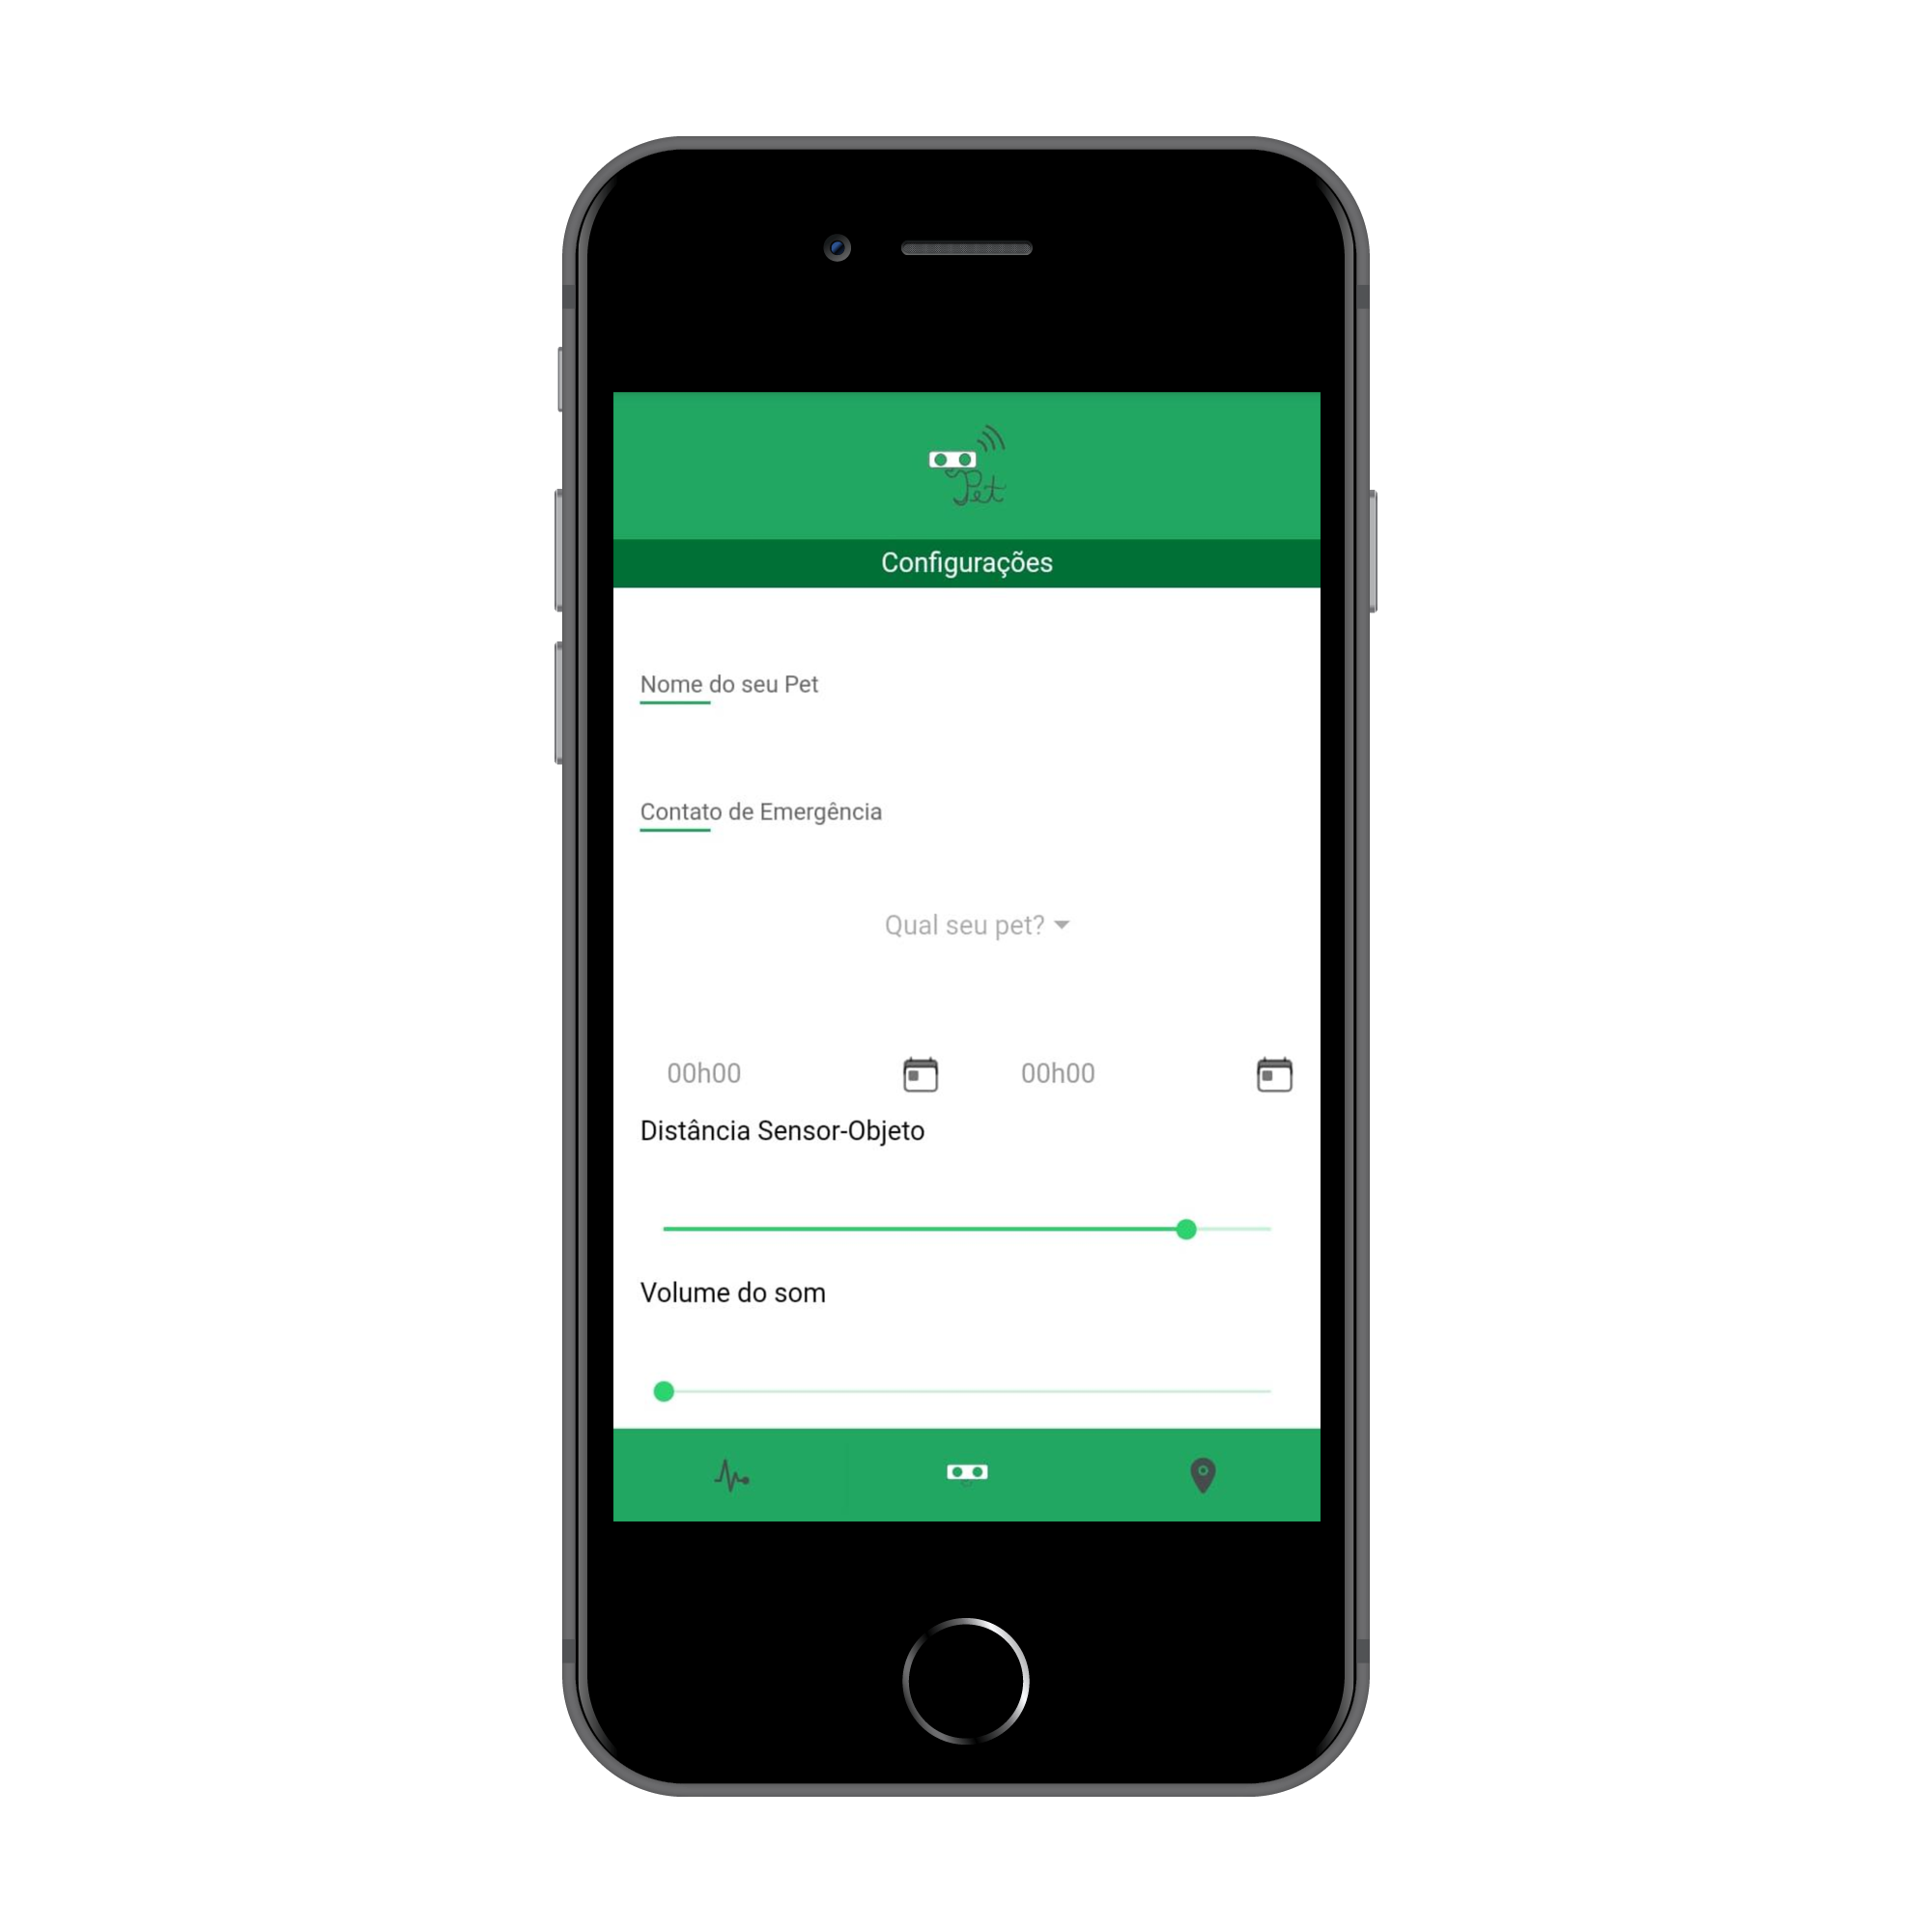 Pet
Configurações
Nome do seu Pet
Contato de Emergência
Qual seu pet?
00h00 00h00
Distância Sensor-Objeto
Volume do som